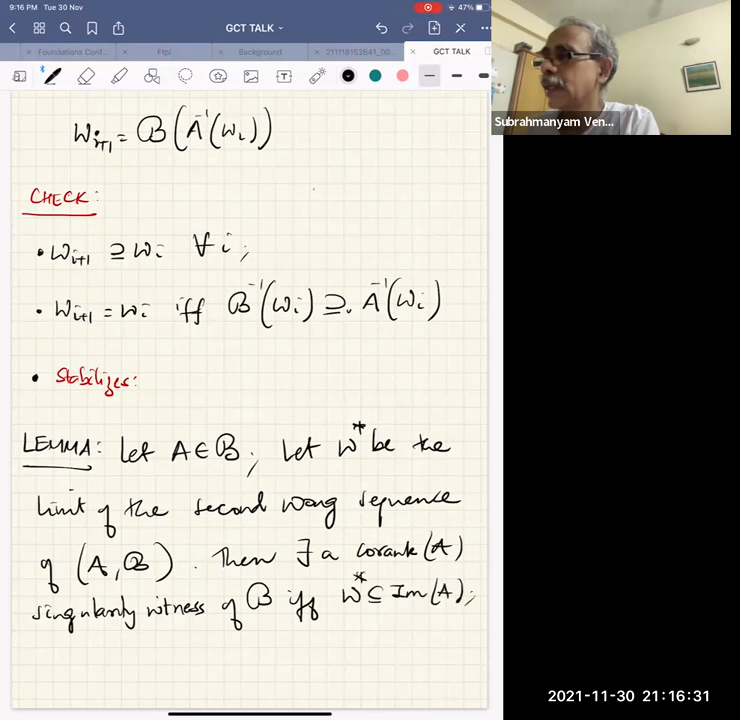 9:16 PM Tue 30 Nov
47%
GCT TALK
Foundations Conf...
Ftpl
Background
211118152641_00...
GCT TALK
Subrahmanyam Ven...
W_{i+1} = B(A^{-1}(W_i))
CHECK:
• W_{i+1} ⊇ W_i ∀ i;
• W_{i+1} = W_i iff B^{-1}(W_i) ⊇ A^{-1}(W_i)
• Stabilizes:
LEMMA: Let A ∈ B; Let W* be the
limit of the second Wong sequence
of (A, B). Then ∃ a corank(A)
singularity witness of B iff W* ⊆ Im(A);
2021-11-30 21:16:31